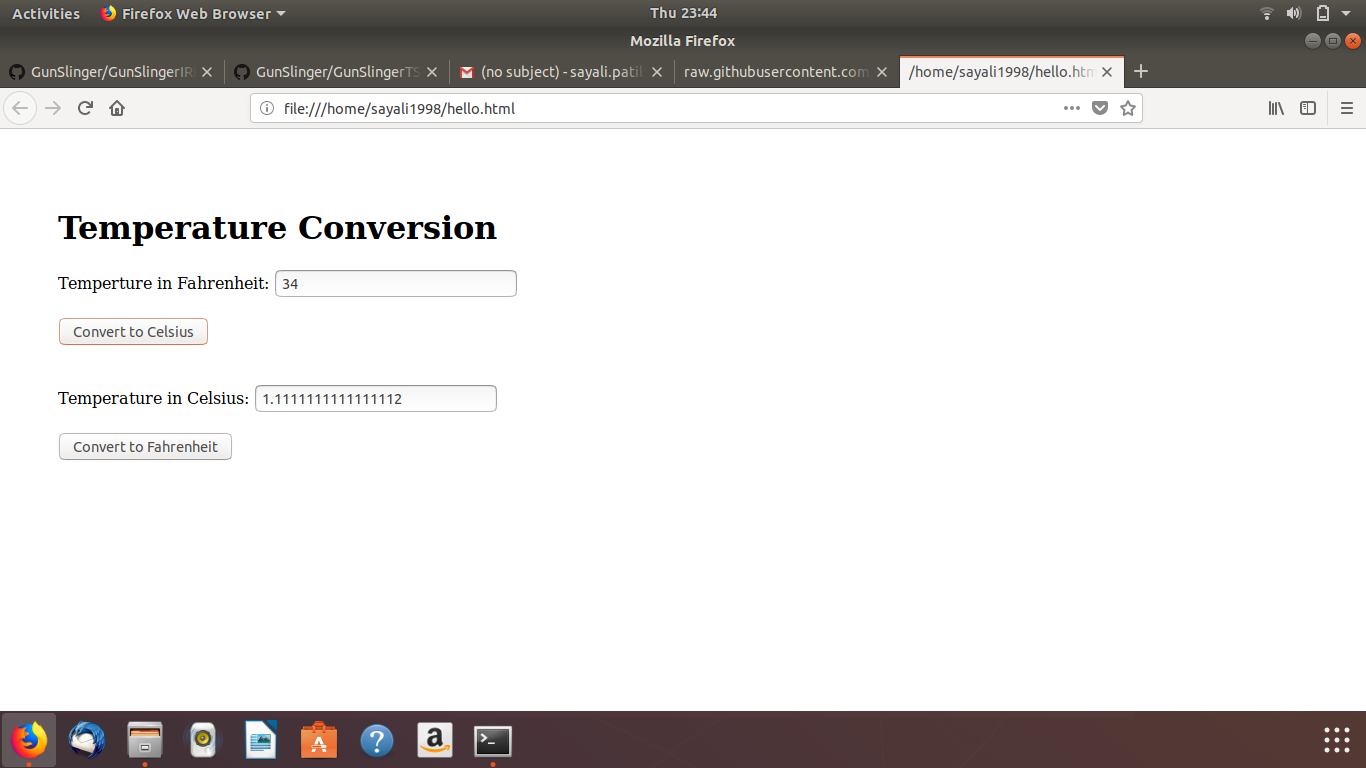 Activities Firefox Web Browser Thu 23:44
Mozilla Firefox
GunSlinger/GunSlingerIR GunSlinger/GunSlingerTS (no subject) - sayali.patil raw.githubusercontent.com /home/sayali1998/hello.htm
file:///home/sayali1998/hello.html
Temperature Conversion
Temperture in Fahrenheit: 34
Convert to Celsius
Temperature in Celsius: 1.1111111111111112
Convert to Fahrenheit